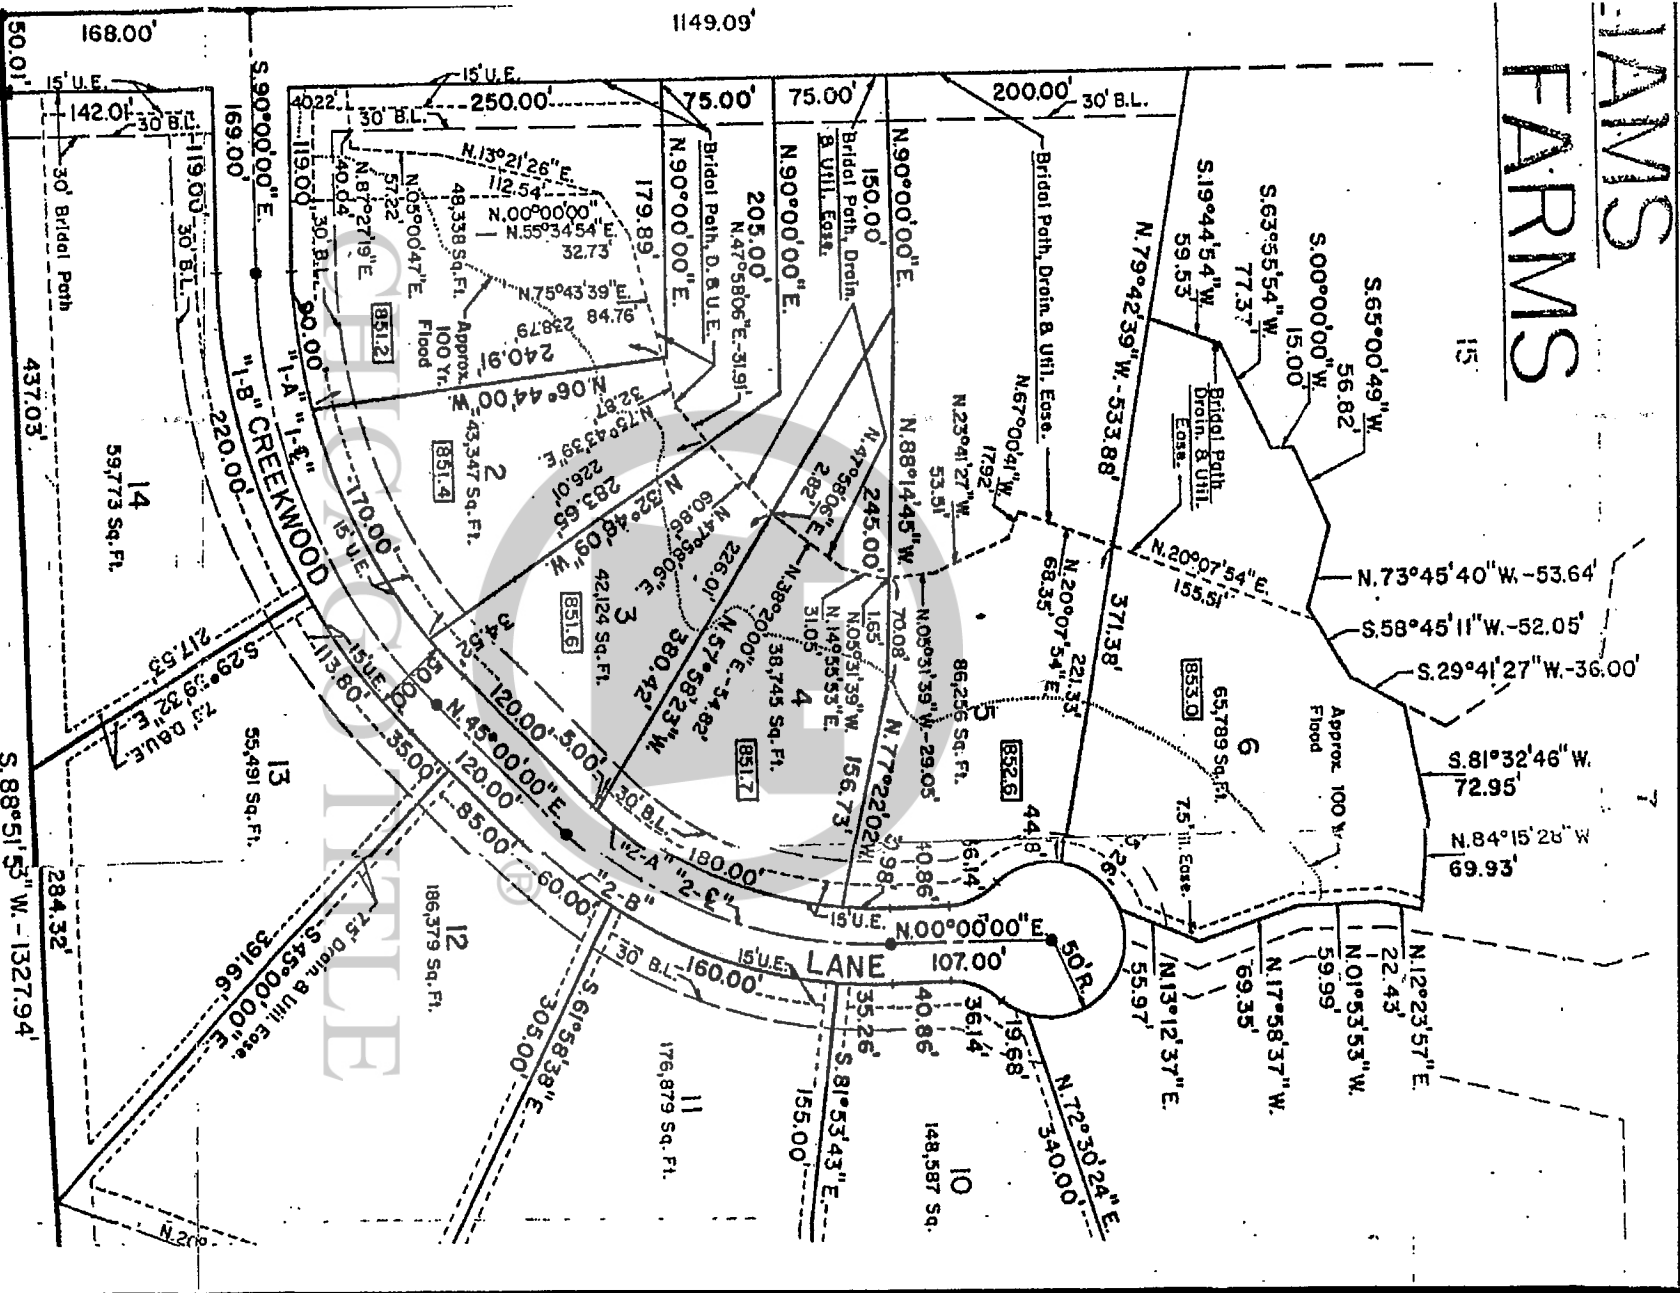 IAMS
FARMS
15
7
1149.09'
168.00'
50.01'
15' U.E.
142.01'
30' B.L.
S.90°00'00"E.
169.00'
119.00'
30' B.L.
30' Bridal Path
437.03'
40.22'
15' U.E.
250.00'
30' B.L.
75.00'
75.00'
200.00'
30' B.L.
119.00'
40.04'
N.87°27'19"E.
57.22'
N.05°00'47"E.
N.13°21'26"E.
112.54'
N.00°00'00"
N.55°34'54"E.
32.73'
48,338 Sq.Ft.
N.75°43'39"E.
84.76'
238.79
240.91'
N.06°44'00"W.
851.2
Approx.
100 Yr.
Flood
30' B.L.
90.00'
179.89'
N.90°00'00"E.
Bridal Path, D. & U.E.
205.00'
N.47°58'06"E.-31.91'
N.90°00'00"E.
Bridal Path, Drain.
& Util. Ease.
150.00'
N.90°00'00"E.
Bridal Path, Drain & Util. Ease.
N.79°42'39"W.-533.88'
S.19°44'54"W.
59.53'
S.63°55'54"W.
77.37'
S.00°00'00"W.
15.00'
S.65°00'49"W.
56.82'
Bridal Path
Drain. & Util.
Ease.
N.73°45'40"W.-53.64'
S.58°45'11"W.-52.05'
S.29°41'27"W.-36.00'
S.81°32'46"W.
72.95'
N.84°15'28"W
69.93'
N.20°07'54"E.
155.51'
N.67°00'41"W.
17.92'
N.23°41'27"W.
53.51'
N.88°14'45"W
245.00'
N.47°58'06"E.
2.82'
N.75°43'39"E.
32.87'
2
43,347 Sq.Ft.
851.4
226.01'
283.65'
N.32°48'09"W.
N.47°58'06"E.
60.86'
3
42,124 Sq.Ft.
851.6
226.01'
380.42'
N.57°58'23"W.
N.38°20'00"E.-54.82'
4
38,745 Sq.Ft.
851.7
N.14°55'53"E.
31.05'
N.05°31'39"W.
1.65'
70.08'
N.05°31'39"W.-29.05'
5
86,256 Sq.Ft.
852.6
N.20°07'54"E.
68.35'
221.33'
371.38'
6
65,789 Sq.Ft.
853.0
Approx. 100 Yr.
Flood
N.77°22'02"W.
156.73'
44.18'
36.14'
40.86'
7.5' Util. Ease.
"1-A"
"1-℄"
"1-B"
CREEKWOOD
LANE
220.00'
170.00'
15' U.E.
120.00'
5.00'
30' B.L.
180.00'
50.00'
N.45°00'00"E
120.00'
113.80'
15' U.E.
35.00'
85.00'
60.00'
"2-A"
"2-℄"
"2-B"
15' U.E.
N.00°00'00"E
107.00'
50' R.
15' U.E.
160.00'
30' B.L.
35.26'
40.86'
36.14'
19.68'
14
59,773 Sq.Ft.
217.53'
S.29°39'32"E.
7.5' D.&U.E.
13
55,491 Sq.Ft.
S.88°51'53"W.-1327.94'
284.32'
391.66'
S.45°00'00"E.
7.5' Drain. & Util. Ease.
12
186,379 Sq.Ft.
S.61°58'38"E.
305.00'
11
176,879 Sq.Ft.
S.81°53'43"E.
155.00'
10
148,587 Sq.
N.72°30'24"E.
340.00'
N.13°12'37"E.
55.97'
N.17°58'37"W.
69.35'
N.01°53'53"W.
59.99'
N.12°23'57"E.
22.43'
CHICAGO TITLE
®